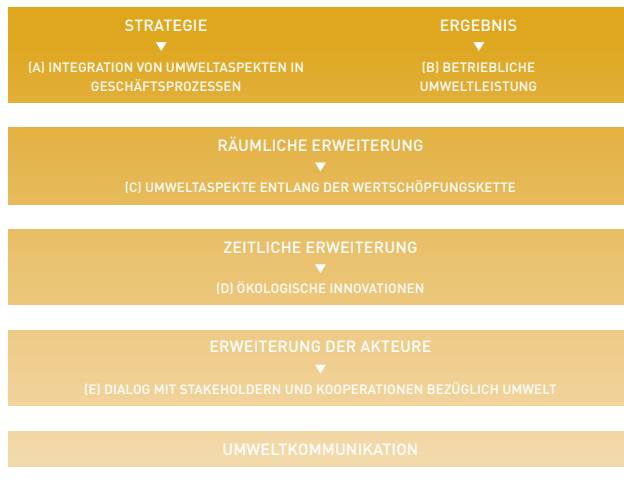 STRATEGIE
(A) INTEGRATION VON UMWELTASPEKTEN IN
GESCHÄFTSPROZESSEN
ERGEBNIS
(B) BETRIEBLICHE
UMWELTLEISTUNG
RÄUMLICHE ERWEITERUNG
(C) UMWELTASPEKTE ENTLANG DER WERTSCHÖPFUNGSKETTE
ZEITLICHE ERWEITERUNG
(D) ÖKOLOGISCHE INNOVATIONEN
ERWEITERUNG DER AKTEURE
(E) DIALOG MIT STAKEHOLDERN UND KOOPERATIONEN BEZÜGLICH UMWELT
UMWELTKOMMUNIKATION